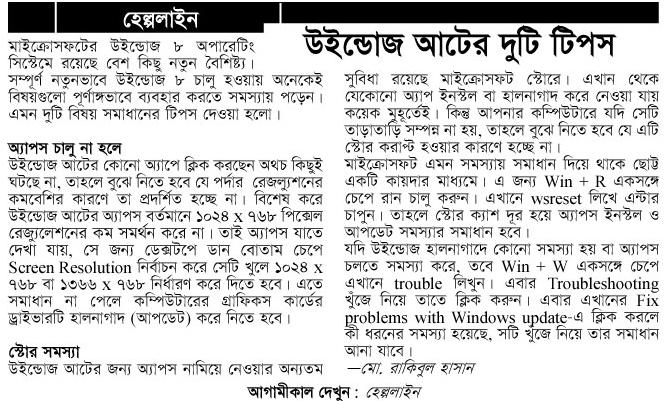 হেল্পলাইন
উইন্ডোজ আটের দুটি টিপস
মাইক্রোসফটের উইন্ডোজ ৮ অপারেটিং
সিস্টেমে রয়েছে বেশ কিছু নতুন বৈশিষ্ট্য।
সম্পূর্ণ নতুনভাবে উইন্ডোজ ৮ চালু হওয়ায় অনেকেই
বিষয়গুলো পূর্ণাঙ্গভাবে ব্যবহার করতে সমস্যায় পড়েন।
এমন দুটি বিষয় সমাধানের টিপস দেওয়া হলো।
অ্যাপস চালু না হলে
উইন্ডোজ আটের কোনো অ্যাপে ক্লিক করছেন অথচ কিছুই
ঘটছে না, তাহলে বুঝে নিতে হবে যে পর্দার রেজল্যুশনের
কমবেশির কারণে তা প্রদর্শিত হচ্ছে না। বিশেষ করে
উইন্ডোজ আটের অ্যাপস বর্তমানে ১০২৪ x ৭৬৮ পিক্সেল
রেজ্যুলেশনের কম সমর্থন করে না। তাই অ্যাপস যাতে
দেখা যায়, সে জন্য ডেস্কটপে ডান বোতাম চেপে
Screen Resolution নির্বাচন করে সেটি খুলে ১০২৪ x
৭৬৮ বা ১৩৬৬ x ৭৬৮ নির্ধারণ করে দিতে হবে। এতে
সমাধান না পেলে কম্পিউটারের গ্রাফিকস কার্ডের
ড্রাইভারটি হালনাগাদ (আপডেট) করে নিতে হবে।
স্টোর সমস্যা
উইন্ডোজ আটের জন্য অ্যাপস নামিয়ে নেওয়ার অন্যতম
সুবিধা রয়েছে মাইক্রোসফট স্টোরে। এখান থেকে
যেকোনো অ্যাপ ইনস্টল বা হালনাগাদ করে নেওয়া যায়
কয়েক মুহূর্তেই। কিন্তু আপনার কম্পিউটারে যদি সেটি
তাড়াতাড়ি সম্পন্ন না হয়, তাহলে বুঝে নিতে হবে যে এটি
স্টোর করাপ্ট হওয়ার কারণে হচ্ছে না।
মাইক্রোসফট এমন সমস্যায় সমাধান দিয়ে থাকে ছোট্ট
একটি কায়দার মাধ্যমে। এ জন্য Win + R একসঙ্গে
চেপে রান চালু করুন। এখানে wsreset লিখে এন্টার
চাপুন। তাহলে স্টোর ক্যাশ দূর হয়ে অ্যাপস ইনস্টল ও
আপডেট সমস্যার সমাধান হবে।
যদি উইন্ডোজ হালনাগাদে কোনো সমস্যা হয় বা অ্যাপস
চলতে সমস্যা করে, তবে Win + W একসঙ্গে চেপে
এখানে trouble লিখুন। এবার Troubleshooting
খুঁজে নিয়ে তাতে ক্লিক করুন। এবার এখানের Fix
problems with Windows update-এ ক্লিক করলে
কী ধরনের সমস্যা হয়েছে, সটি খুঁজে নিয়ে তার সমাধান
আনা যাবে।
—মো. রাকিবুল হাসান
আগামীকাল দেখুন : হেল্পলাইন